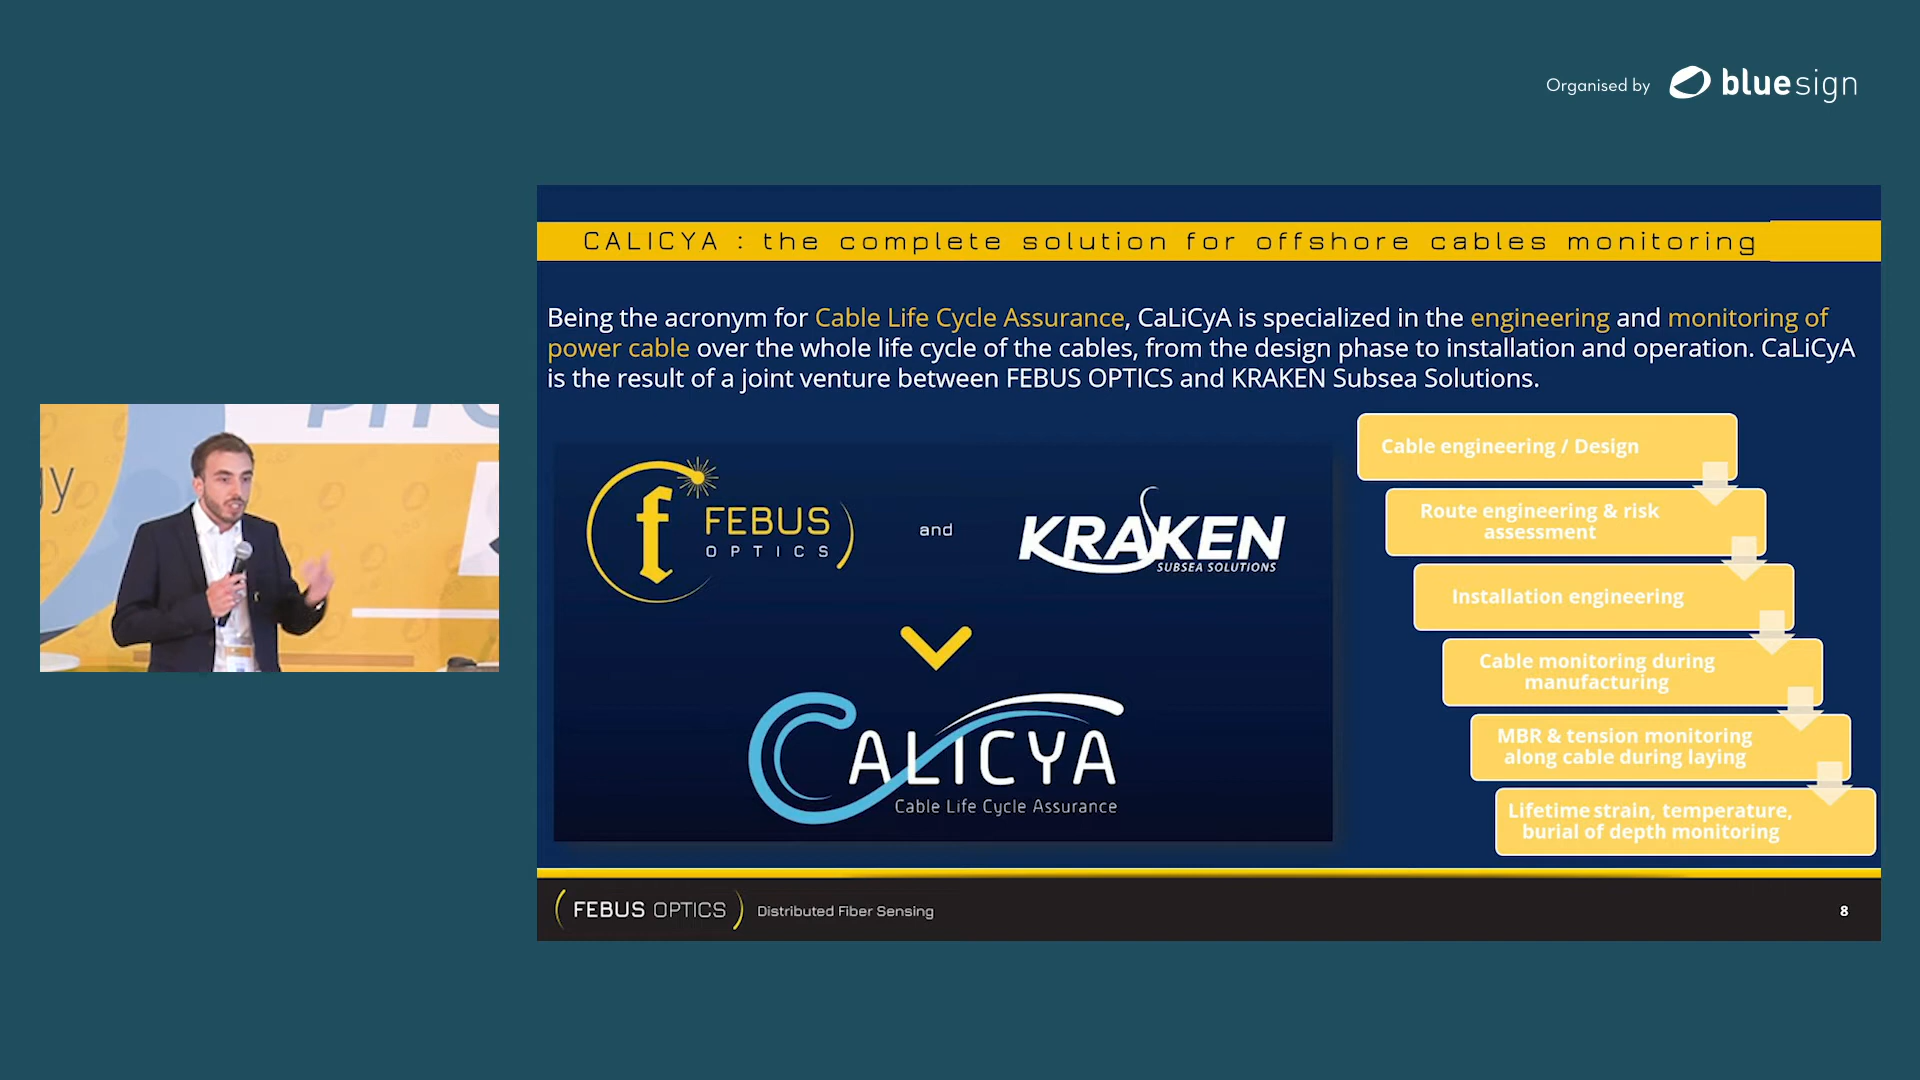 Organised by bluesign
CALICYA : the complete solution for offshore cables monitoring
Being the acronym for Cable Life Cycle Assurance, CaLiCyA is specialized in the engineering and monitoring of
power cable over the whole life cycle of the cables, from the design phase to installation and operation. CaLiCyA
is the result of a joint venture between FEBUS OPTICS and KRAKEN Subsea Solutions.
f
FEBUS
OPTICS
and
KRAKEN
SUBSEA SOLUTIONS
CALICYA
Cable Life Cycle Assurance
Cable engineering / Design
Route engineering & risk
assessment
Installation engineering
Cable monitoring during
manufacturing
MBR & tension monitoring
along cable during laying
Lifetime strain, temperature,
burial of depth monitoring
FEBUS OPTICS Distributed Fiber Sensing
8